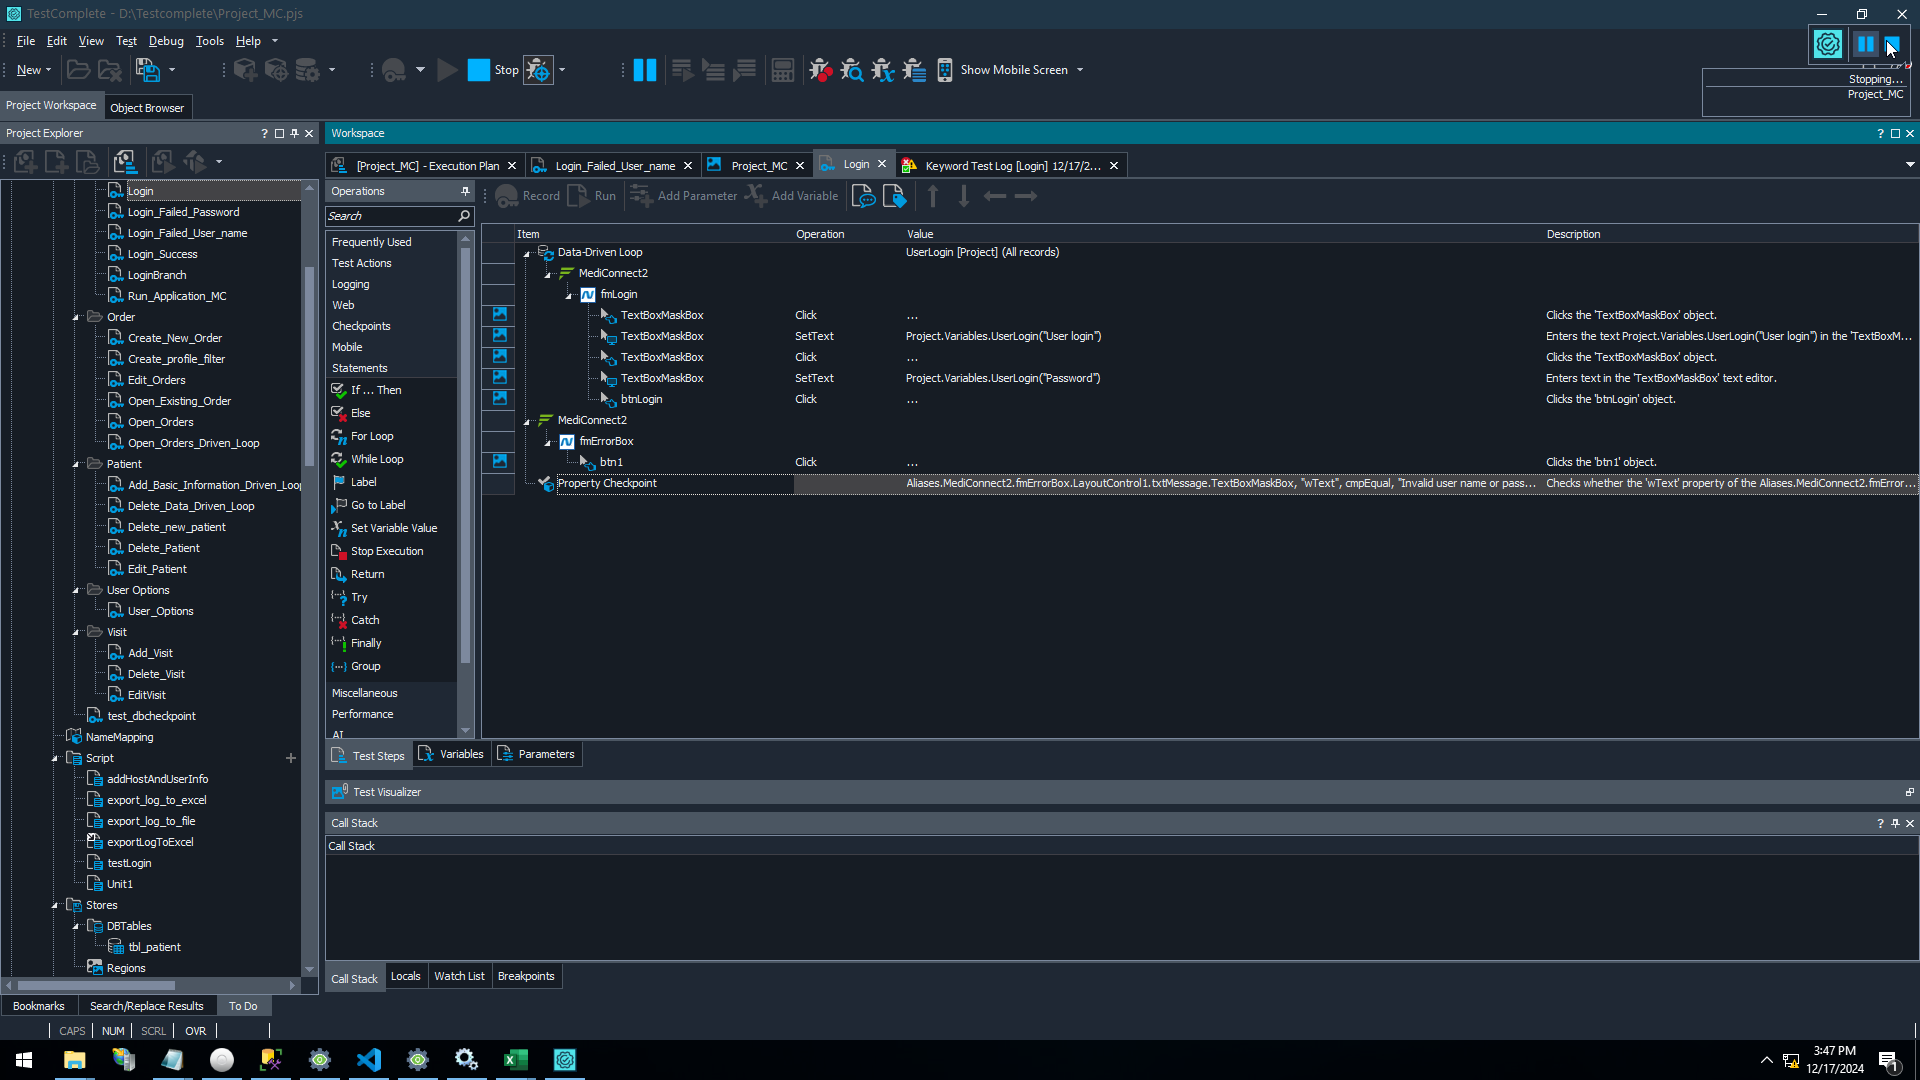 TestComplete - D:\Testcomplete\Project_MC.pjs
File Edit View Test Debug Tools Help
New Stop Show Mobile Screen
Stopping...
Project_MC
Project Workspace Object Browser
Project Explorer
Workspace
[Project_MC] - Execution Plan Login_Failed_User_name Project_MC Login Keyword Test Log [Login] 12/17/2...
Operations
Record Run Add Parameter Add Variable
Search
Login
Login_Failed_Password
Login_Failed_User_name
Login_Success
LoginBranch
Run_Application_MC
Order
Create_New_Order
Create_profile_filter
Edit_Orders
Open_Existing_Order
Open_Orders
Open_Orders_Driven_Loop
Patient
Add_Basic_Information_Driven_Loo
Delete_Data_Driven_Loop
Delete_new_patient
Delete_Patient
Edit_Patient
User Options
User_Options
Visit
Add_Visit
Delete_Visit
EditVisit
test_dbcheckpoint
NameMapping
Script
addHostAndUserInfo
export_log_to_excel
export_log_to_file
exportLogToExcel
testLogin
Unit1
Stores
DBTables
tbl_patient
Regions
Frequently Used
Test Actions
Logging
Web
Checkpoints
Mobile
Statements
If ... Then
Else
For Loop
While Loop
Label
Go to Label
Set Variable Value
Stop Execution
Return
Try
Catch
Finally
Group
Miscellaneous
Performance
AI
Item Operation Value Description
Data-Driven Loop UserLogin [Project] (All records)
MediConnect2
fmLogin
TextBoxMaskBox Click ... Clicks the 'TextBoxMaskBox' object.
TextBoxMaskBox SetText Project.Variables.UserLogin("User login") Enters the text Project.Variables.UserLogin("User login") in the 'TextBoxM...
TextBoxMaskBox Click ... Clicks the 'TextBoxMaskBox' object.
TextBoxMaskBox SetText Project.Variables.UserLogin("Password") Enters text in the 'TextBoxMaskBox' text editor.
btnLogin Click ... Clicks the 'btnLogin' object.
MediConnect2
fmErrorBox
btn1 Click ... Clicks the 'btn1' object.
Property Checkpoint Aliases.MediConnect2.fmErrorBox.LayoutControl1.txtMessage.TextBoxMaskBox, "wText", cmpEqual, "Invalid user name or pass... Checks whether the 'wText' property of the Aliases.MediConnect2.fmError...
Test Steps Variables Parameters
Test Visualizer
Call Stack
Call Stack
Call Stack Locals Watch List Breakpoints
Bookmarks Search/Replace Results To Do
CAPS NUM SCRL OVR
3:47 PM
12/17/2024
1